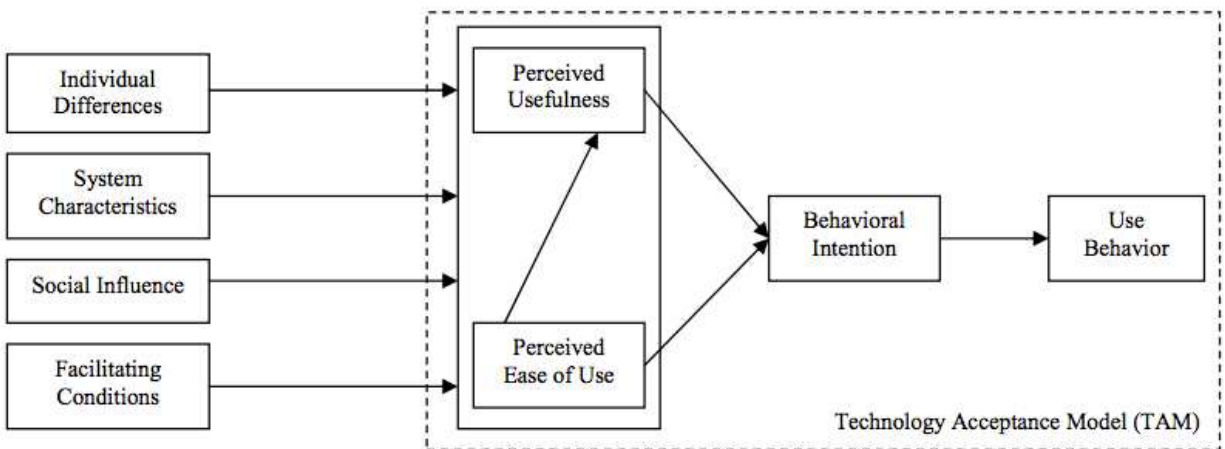 Individual
Differences
System
Characteristics
Social Influence
Facilitating
Conditions
Perceived
Usefulness
Perceived
Ease of Use
Behavioral
Intention
Use
Behavior
Technology Acceptance Model (TAM)